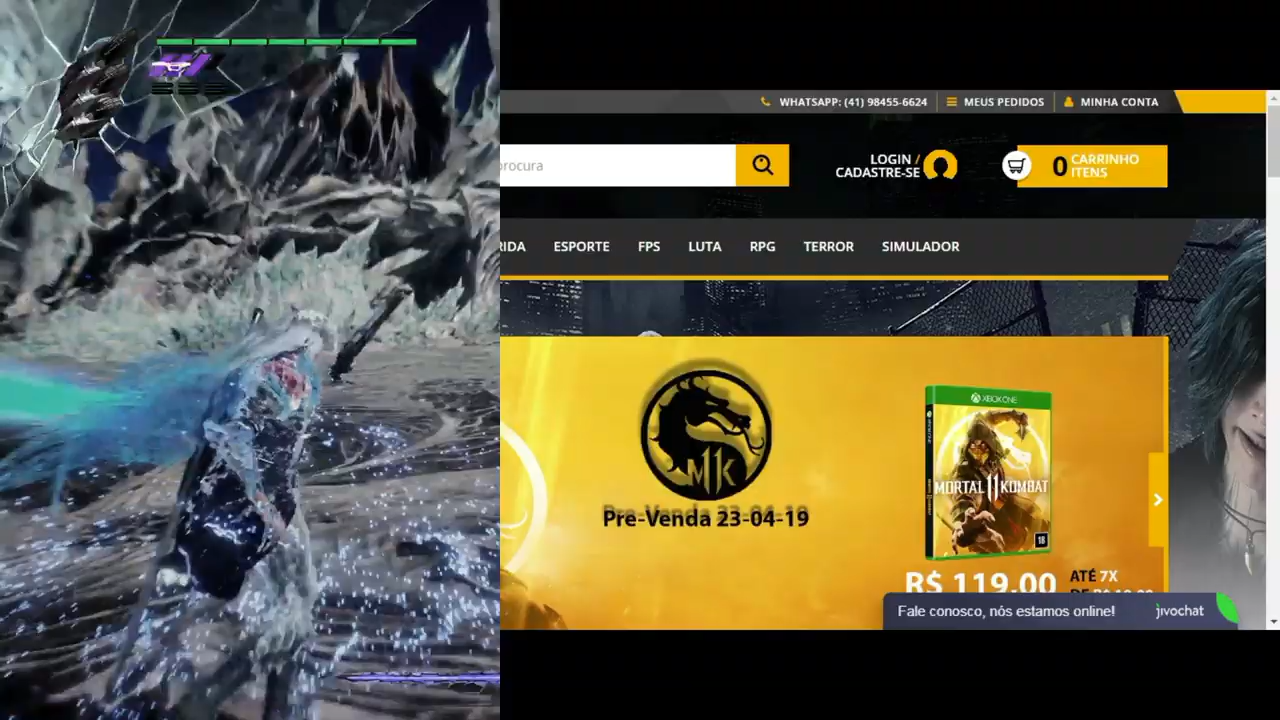 WHATSAPP: (41) 98455-6624
MEUS PEDIDOS
MINHA CONTA
procura
LOGIN /
CADASTRE-SE
0
CARRINHO
ITENS
RIDA
ESPORTE
FPS
LUTA
RPG
TERROR
SIMULADOR
XBOX ONE
MORTAL 11 KOMBAT
18
MK
Pre-Venda 23-04-19
R$ 119,00
ATÉ 7X
Fale conosco, nós estamos online!
jivochat